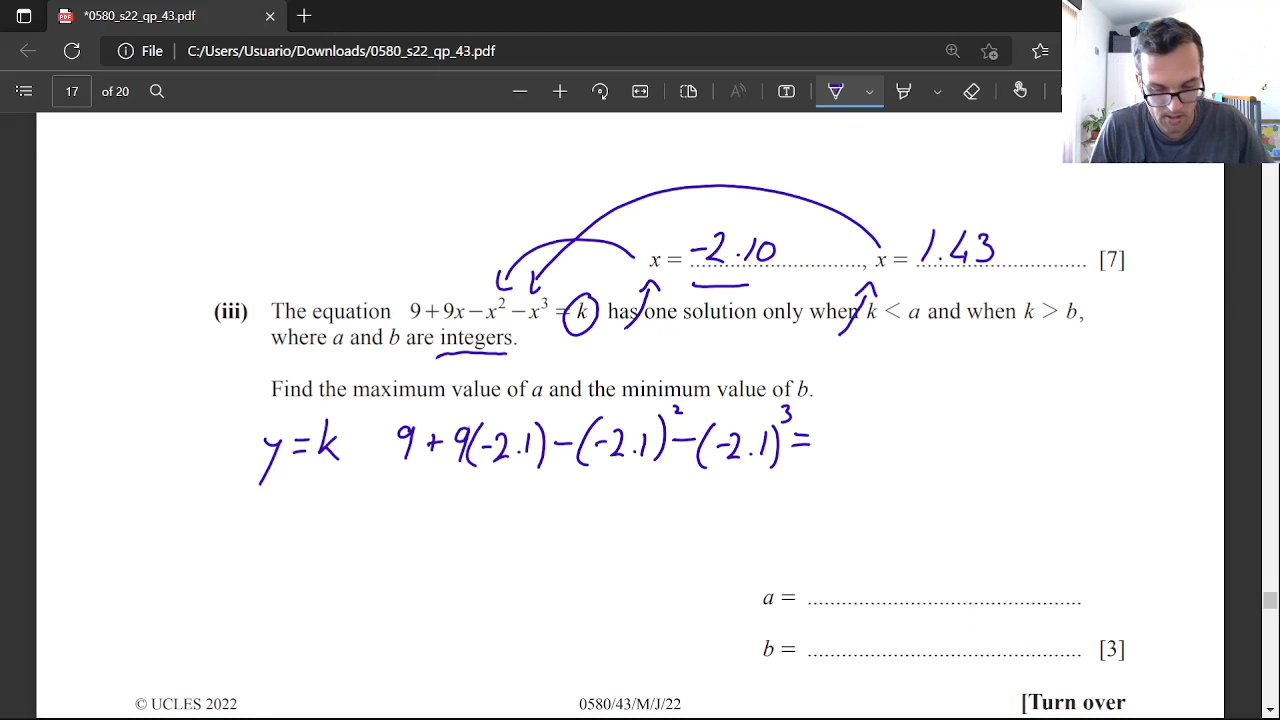 *0580_s22_qp_43.pdf
File C:/Users/Usuario/Downloads/0580_s22_qp_43.pdf
17 of 20
x = -2.10 , x = 1.43 [7]
(iii) The equation 9 + 9x − x² − x³ = k has one solution only when k < a and when k > b,
where a and b are integers.
Find the maximum value of a and the minimum value of b.
y = k 9 + 9(-2.1) - (-2.1)² - (-2.1)³ =
a = ................................................
b = ................................................ [3]
© UCLES 2022 0580/43/M/J/22 [Turn over